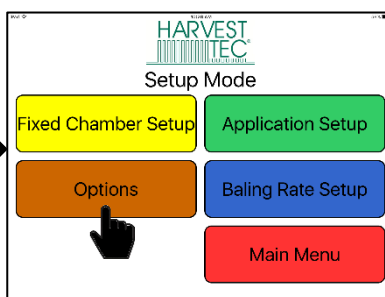 HARVEST
TEC
Setup Mode
Fixed Chamber Setup
Application Setup
Options
Baling Rate Setup
Main Menu